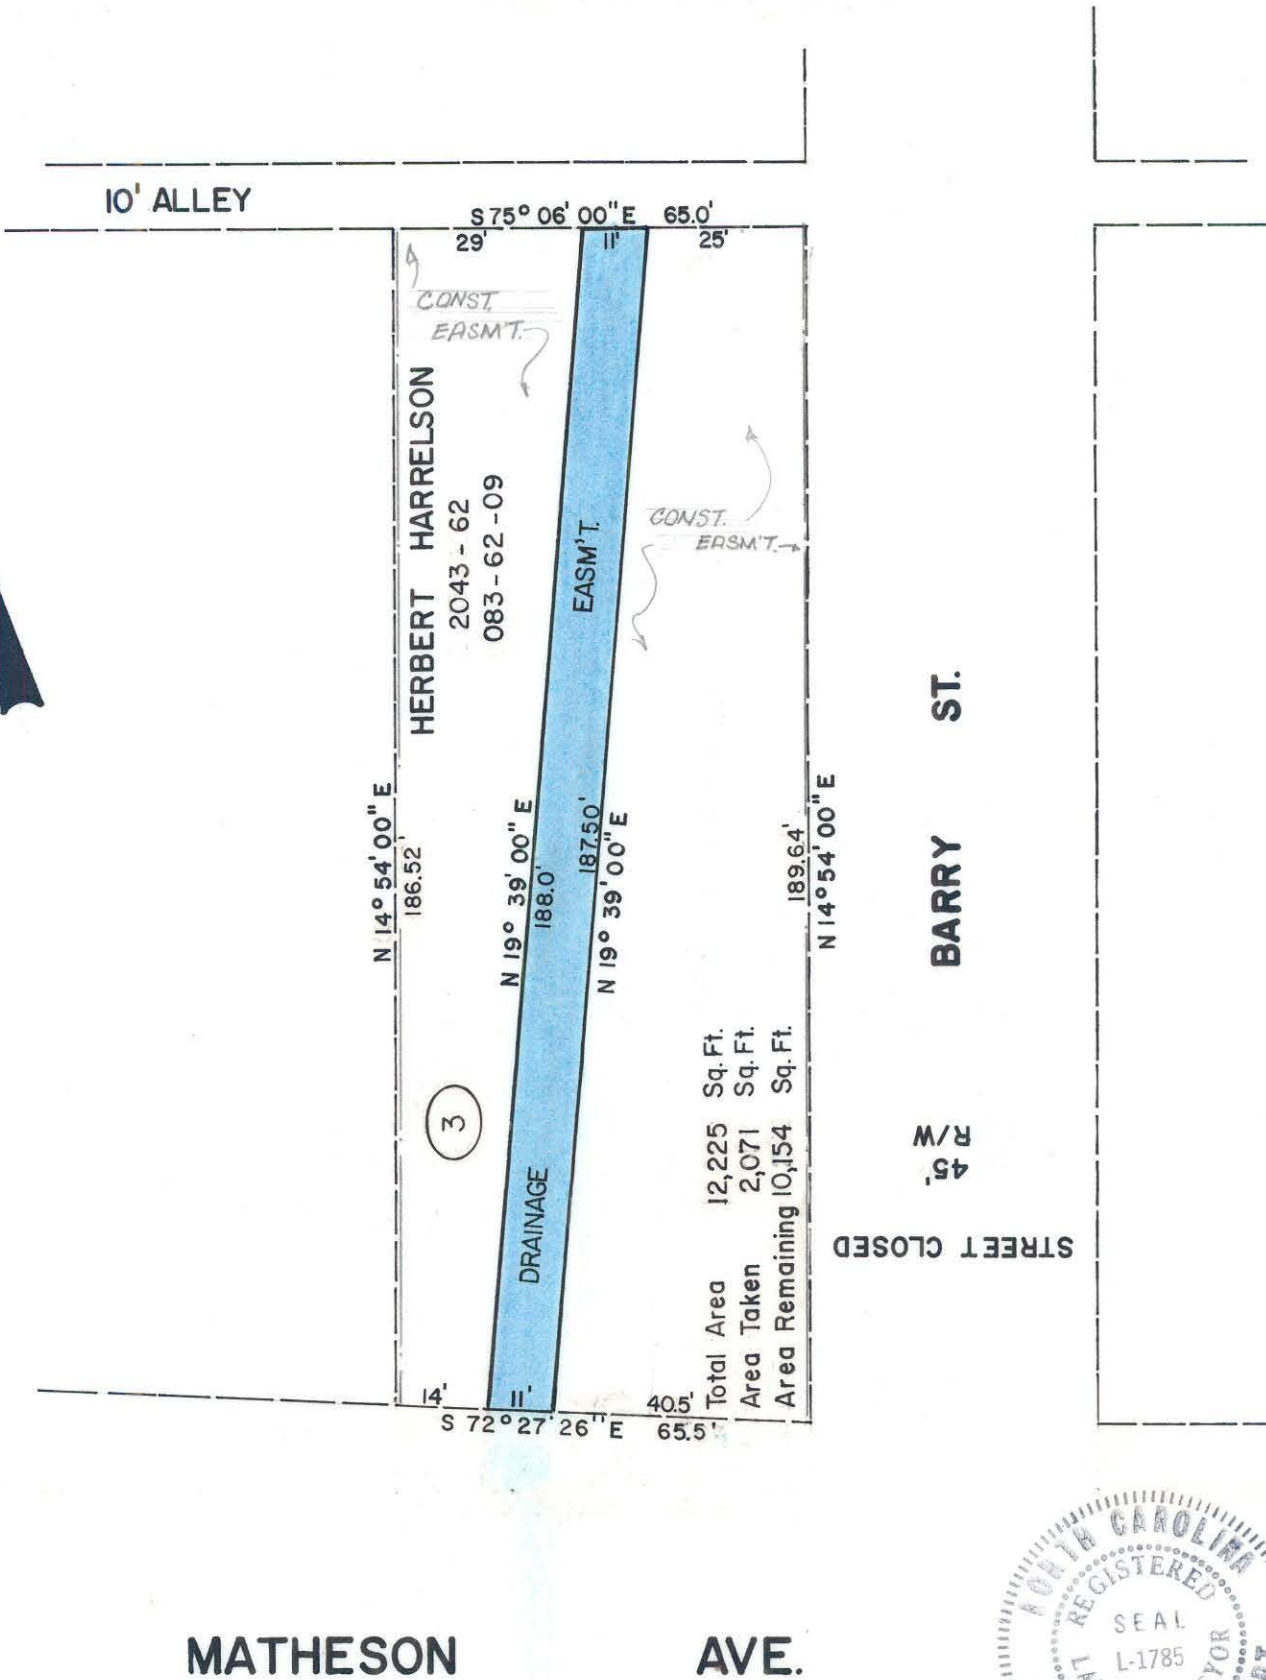 10' ALLEY
S 75° 06' 00" E 65.0'
29' 11' 25'
CONST.
EASM'T.
HERBERT HARRELSON
2043 - 62
083 - 62 - 09
CONST.
EASM'T.
DRAINAGE EASM'T.
N 14° 54' 00" E
186.52'
N 19° 39' 00" E
188.0'
187.50'
N 19° 39' 00" E
189.64'
N 14° 54' 00" E
3
Total Area 12,225 Sq. Ft.
Area Taken 2,071 Sq. Ft.
Area Remaining 10,154 Sq. Ft.
BARRY ST.
45'
R/W
STREET CLOSED
14' 11' 40.5'
S 72° 27' 26" E 65.5'
MATHESON AVE.
NORTH CAROLINA
REGISTERED
SEAL
L-1785